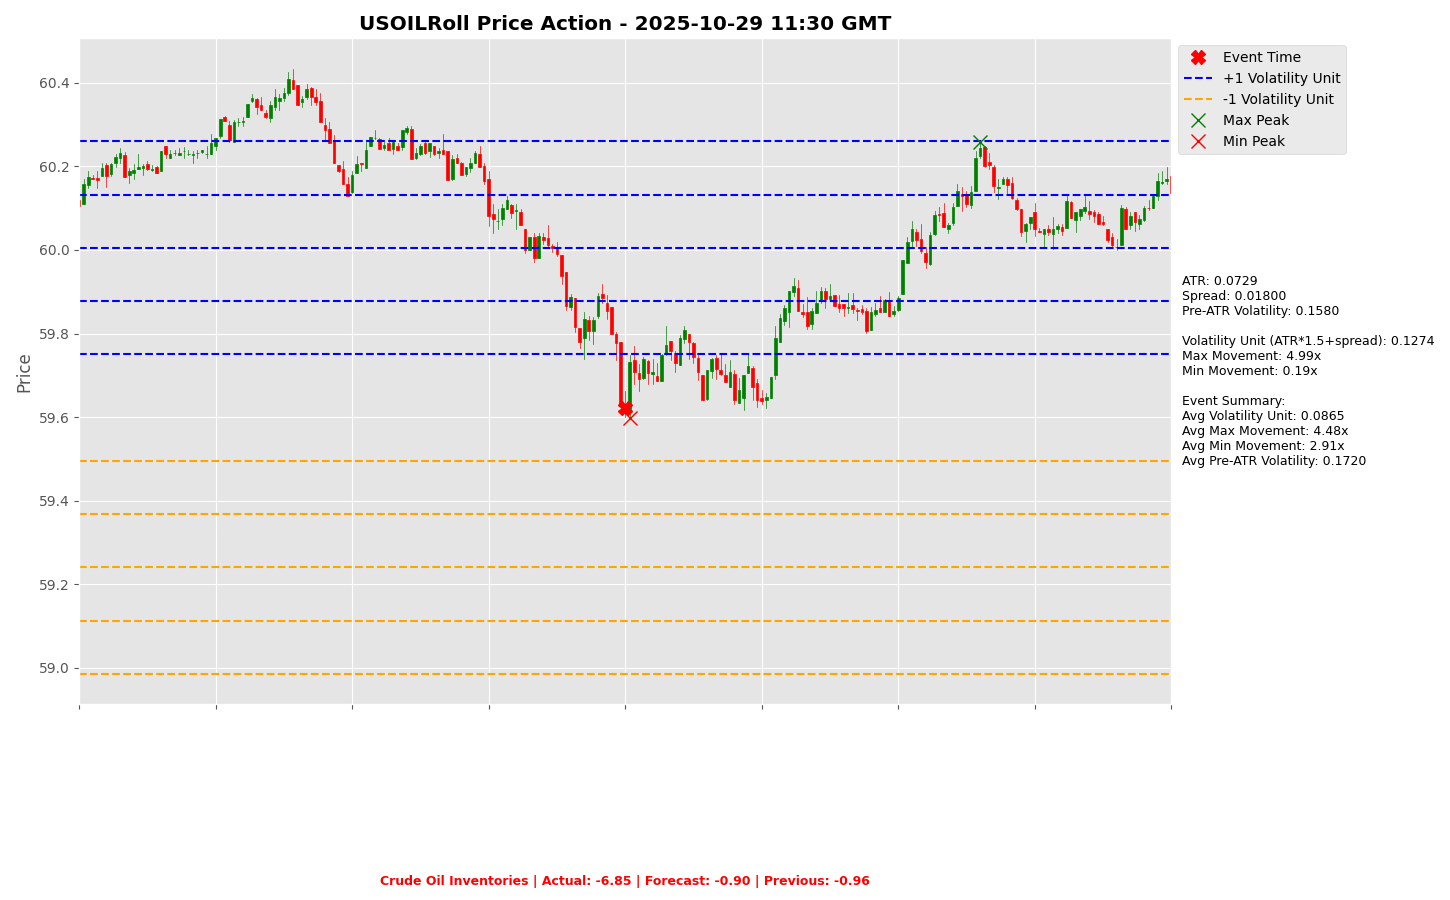 USOILRoll Price Action - 2025-10-29 11:30 GMT
Event Time
+1 Volatility Unit
-1 Volatility Unit
Max Peak
Min Peak
60.4
60.2
60.0
59.8
59.6
59.4
59.2
59.0
Price
ATR: 0.0729
Spread: 0.01800
Pre-ATR Volatility: 0.1580
Volatility Unit (ATR*1.5+spread): 0.1274
Max Movement: 4.99x
Min Movement: 0.19x
Event Summary:
Avg Volatility Unit: 0.0865
Avg Max Movement: 4.48x
Avg Min Movement: 2.91x
Avg Pre-ATR Volatility: 0.1720
Crude Oil Inventories | Actual: -6.85 | Forecast: -0.90 | Previous: -0.96